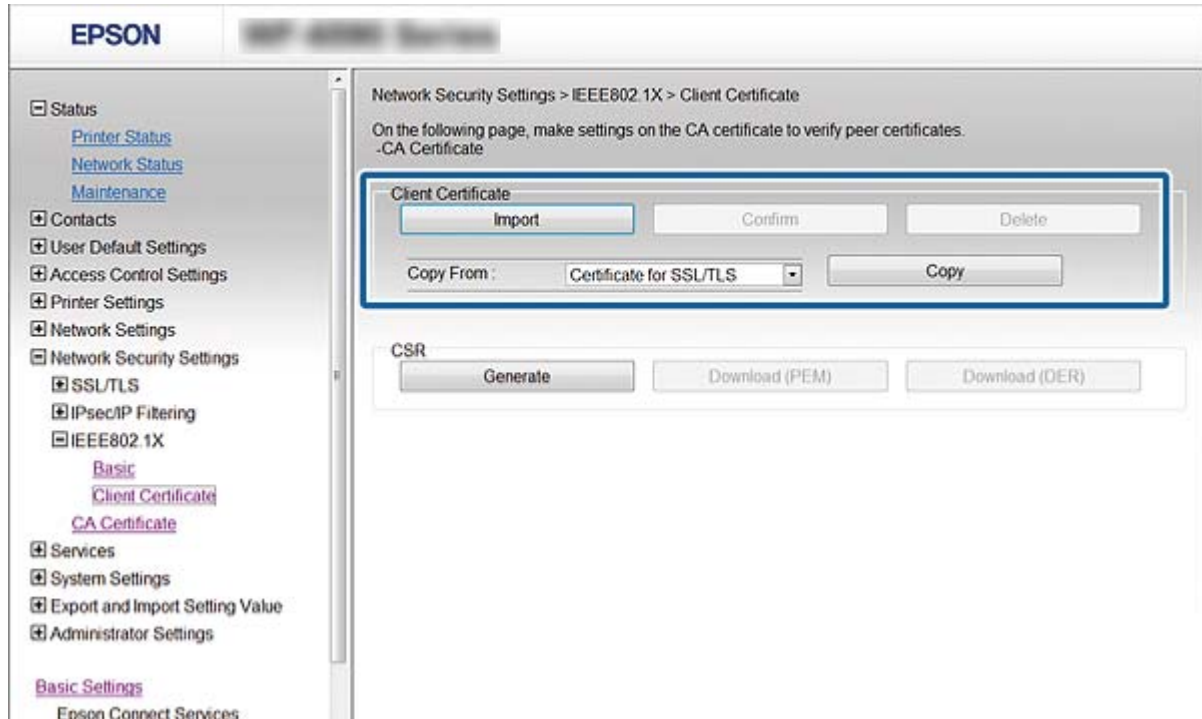 EPSON
Status
Printer Status
Network Status
Maintenance
Contacts
User Default Settings
Access Control Settings
Printer Settings
Network Settings
Network Security Settings
SSL/TLS
IPsec/IP Filtering
IEEE802.1X
Basic
Client Certificate
CA Certificate
Services
System Settings
Export and Import Setting Value
Administrator Settings
Basic Settings
Epson Connect Services
Network Security Settings > IEEE802.1X > Client Certificate
On the following page, make settings on the CA certificate to verify peer certificates.
-CA Certificate
Client Certificate
Import Confirm Delete
Copy From : Certificate for SSL/TLS Copy
CSR
Generate Download (PEM) Download (DER)